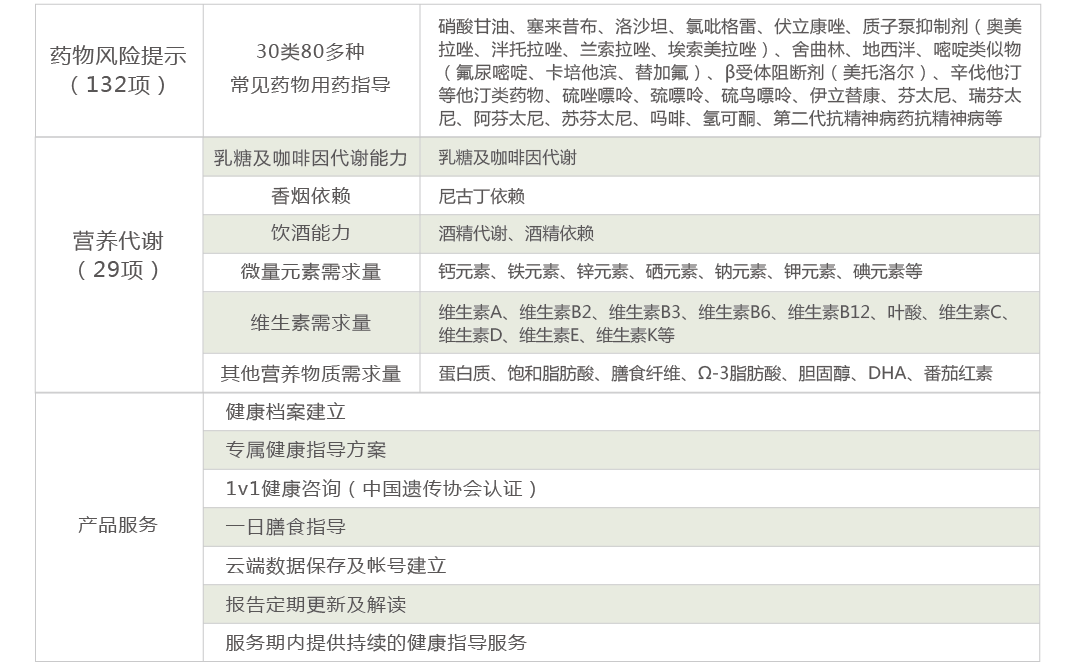 药物风险提示
（132项）
30类80多种
常见药物用药指导
硝酸甘油、塞来昔布、洛沙坦、氯吡格雷、伏立康唑、质子泵抑制剂（奥美
拉唑、泮托拉唑、兰索拉唑、埃索美拉唑）、舍曲林、地西泮、嘧啶类似物
（氟尿嘧啶、卡培他滨、替加氟）、β受体阻断剂（美托洛尔）、辛伐他汀
等他汀类药物、硫唑嘌呤、巯嘌呤、硫鸟嘌呤、伊立替康、芬太尼、瑞芬太
尼、阿芬太尼、苏芬太尼、吗啡、氢可酮、第二代抗精神病药抗精神病等
营养代谢
（29项）
乳糖及咖啡因代谢能力
乳糖及咖啡因代谢
香烟依赖
尼古丁依赖
饮酒能力
酒精代谢、酒精依赖
微量元素需求量
钙元素、铁元素、锌元素、硒元素、钠元素、钾元素、碘元素等
维生素需求量
维生素A、维生素B2、维生素B3、维生素B6、维生素B12、叶酸、维生素C、
维生素D、维生素E、维生素K等
其他营养物质需求量
蛋白质、饱和脂肪酸、膳食纤维、Ω-3脂肪酸、胆固醇、DHA、番茄红素
产品服务
健康档案建立
专属健康指导方案
1v1健康咨询（中国遗传协会认证）
一日膳食指导
云端数据保存及帐号建立
报告定期更新及解读
服务期内提供持续的健康指导服务